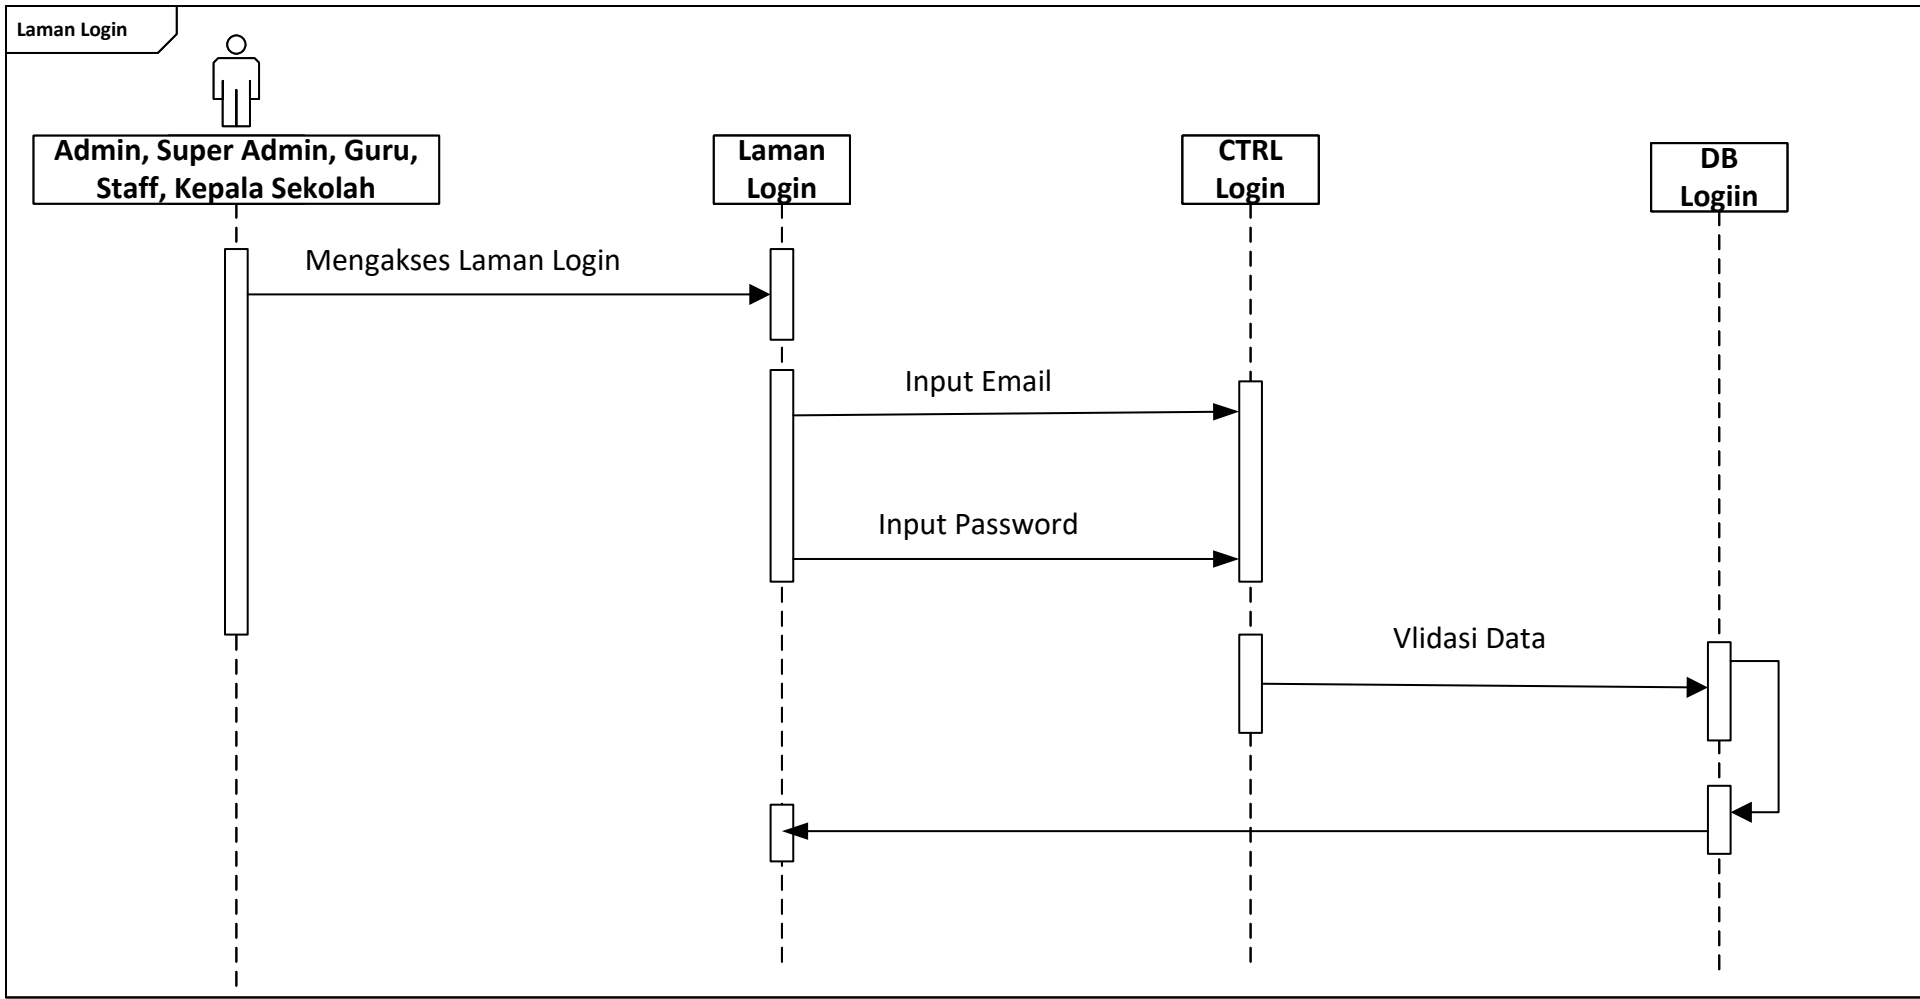 Laman Login
Admin, Super Admin, Guru,
Staff, Kepala Sekolah
Laman
Login
CTRL
Login
DB
Logiin
Mengakses Laman Login
Input Email
Input Password
Vlidasi Data